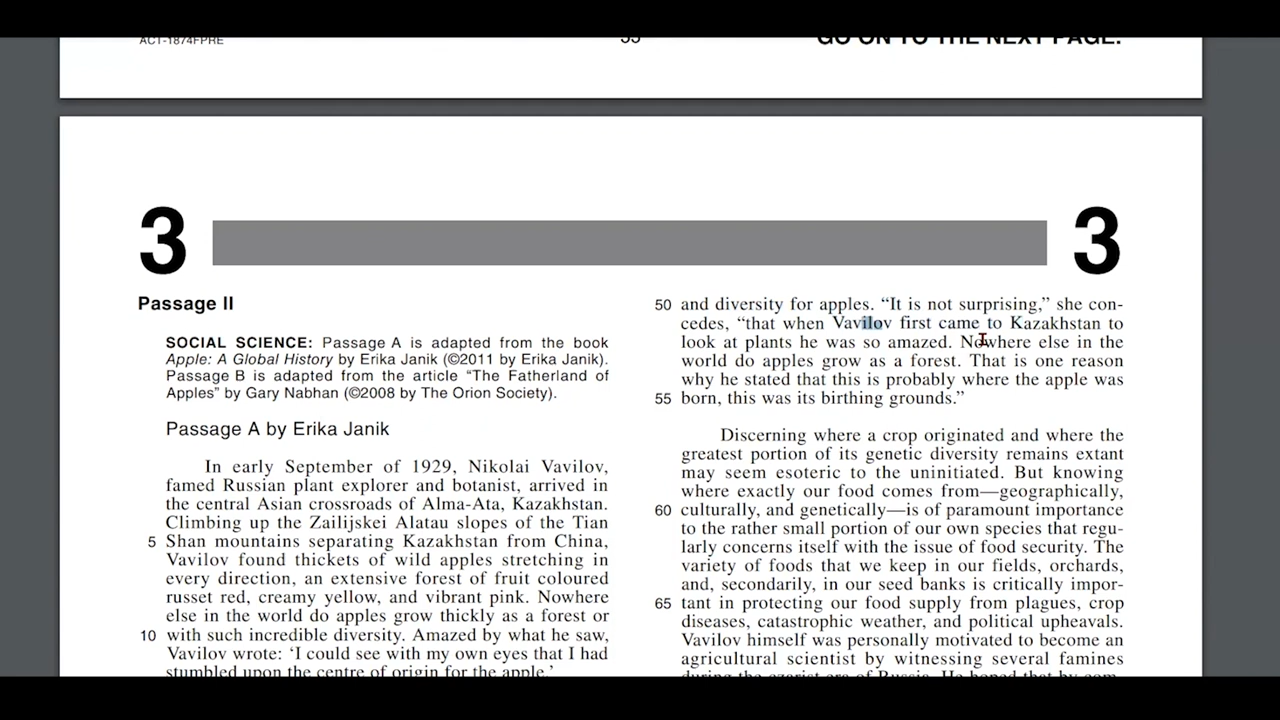 ACT-1874FPRE
GO ON TO THE NEXT PAGE.
3
3
Passage II
SOCIAL SCIENCE: Passage A is adapted from the book
Apple: A Global History by Erika Janik (©2011 by Erika Janik).
Passage B is adapted from the article “The Fatherland of
Apples” by Gary Nabhan (©2008 by The Orion Society).
Passage A by Erika Janik
In early September of 1929, Nikolai Vavilov,
famed Russian plant explorer and botanist, arrived in
the central Asian crossroads of Alma-Ata, Kazakhstan.
Climbing up the Zailijskei Alatau slopes of the Tian
5 Shan mountains separating Kazakhstan from China,
Vavilov found thickets of wild apples stretching in
every direction, an extensive forest of fruit coloured
russet red, creamy yellow, and vibrant pink. Nowhere
else in the world do apples grow thickly as a forest or
10 with such incredible diversity. Amazed by what he saw,
Vavilov wrote: ‘I could see with my own eyes that I had
stumbled upon the centre of origin for the apple.’
50 and diversity for apples. “It is not surprising,” she con-
cedes, “that when Vavilov first came to Kazakhstan to
look at plants he was so amazed. Nowhere else in the
world do apples grow as a forest. That is one reason
why he stated that this is probably where the apple was
55 born, this was its birthing grounds.”
Discerning where a crop originated and where the
greatest portion of its genetic diversity remains extant
may seem esoteric to the uninitiated. But knowing
where exactly our food comes from—geographically,
60 culturally, and genetically—is of paramount importance
to the rather small portion of our own species that regu-
larly concerns itself with the issue of food security. The
variety of foods that we keep in our fields, orchards,
and, secondarily, in our seed banks is critically impor-
65 tant in protecting our food supply from plagues, crop
diseases, catastrophic weather, and political upheavals.
Vavilov himself was personally motivated to become an
agricultural scientist by witnessing several famines
during the czarist era of Russia. He hoped that by com-